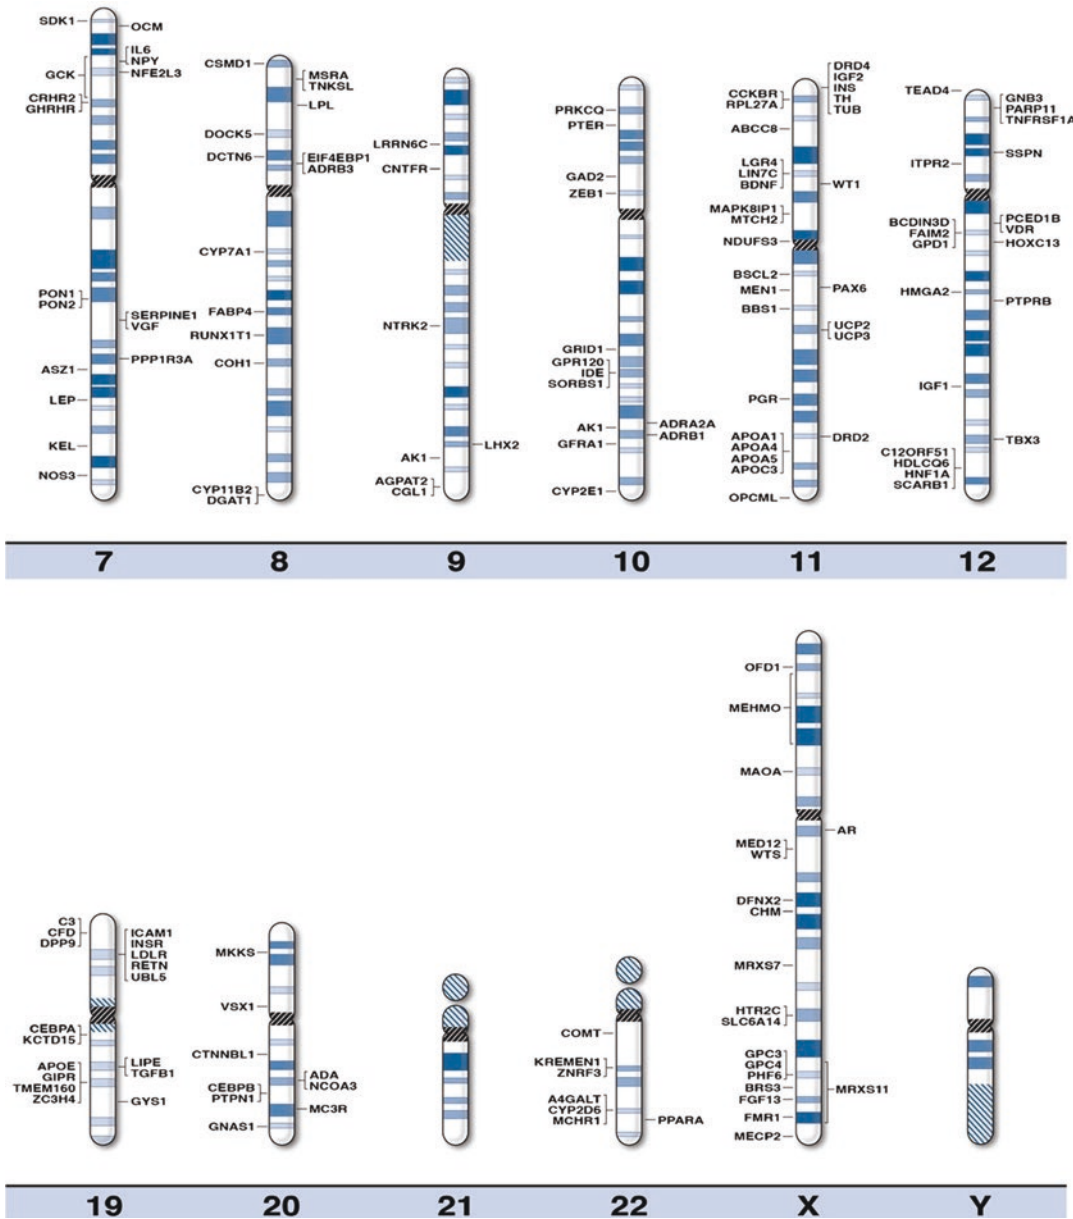 SDK1
OCM
IL6
NPY
GCK
NFE2L3
CRHR2
GHRHR
PON1
PON2
SERPINE1
VGF
PPP1R3A
ASZ1
LEP
KEL
NOS3
CSMD1
MSRA
TNKSL
LPL
DOCK5
DCTN6
EIF4EBP1
ADRB3
CYP7A1
FABP4
RUNX1T1
COH1
CYP11B2
DGAT1
LRRN6C
CNTFR
NTRK2
LHX2
AK1
AGPAT2
CGL1
PRKCQ
PTER
GAD2
ZEB1
GRID1
GPR120
IDE
SORBS1
ADRA2A
AK1
ADRB1
GFRA1
CYP2E1
DRD4
IGF2
INS
TH
TUB
CCKBR
RPL27A
ABCC8
LGR4
LIN7C
BDNF
WT1
MAPK8IP1
MTCH2
NDUFS3
BSCL2
MEN1
PAX6
BBS1
UCP2
UCP3
PGR
APOA1
APOA4
APOA5
APOC3
DRD2
OPCML
TEAD4
GNB3
PARP11
TNFRSF1A
SSPN
ITPR2
BCDIN3D
FAIM2
GPD1
PCED1B
VDR
HOXC13
HMGA2
PTPRB
IGF1
TBX3
C12ORF51
HDLCQ6
HNF1A
SCARB1
7 8 9 10 11 12
C3
CFD
DPP9
ICAM1
INSR
LDLR
RETN
UBL5
CEBPA
KCTD15
APOE
GIPR
TMEM160
ZC3H4
LIPE
TGFB1
GYS1
MKKS
VSX1
CTNNBL1
ADA
NCOA3
CEBPB
PTPN1
MC3R
GNAS1
COMT
KREMEN1
ZNRF3
A4GALT
CYP2D6
MCHR1
PPARA
OFD1
MEHMO
MAOA
AR
MED12
WTS
DFNX2
CHM
MRXS7
HTR2C
SLC6A14
GPC3
GPC4
PHF6
BRS3
FGF13
FMR1
MRXS11
MECP2
19 20 21 22 X Y